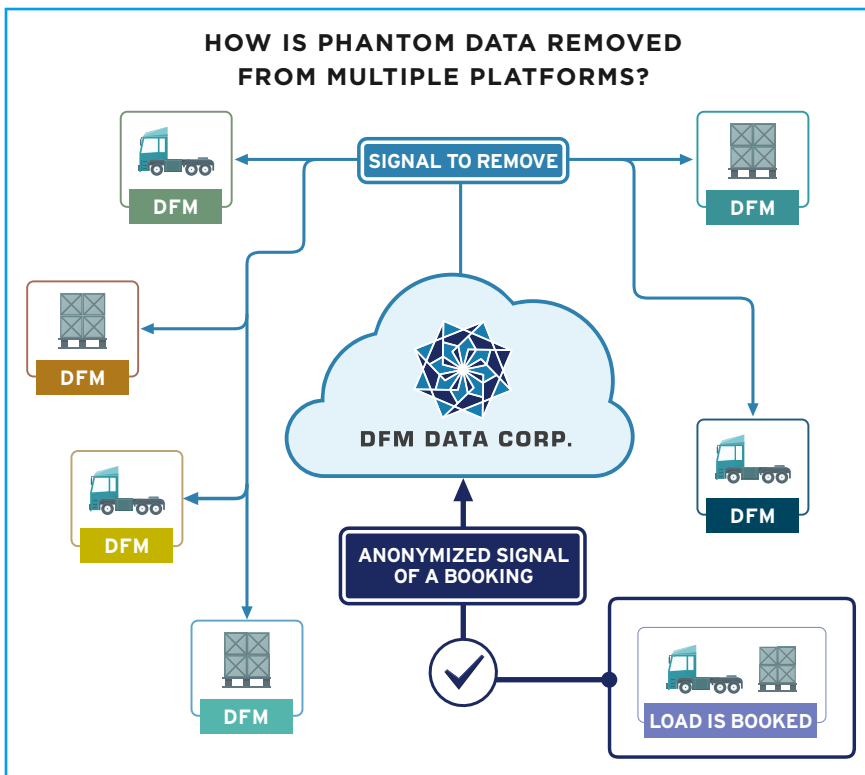 HOW IS PHANTOM DATA REMOVED
FROM MULTIPLE PLATFORMS?
SIGNAL TO REMOVE
DFM
DFM
DFM
DFM DATA CORP.
DFM
DFM
ANONYMIZED SIGNAL
OF A BOOKING
DFM
LOAD IS BOOKED